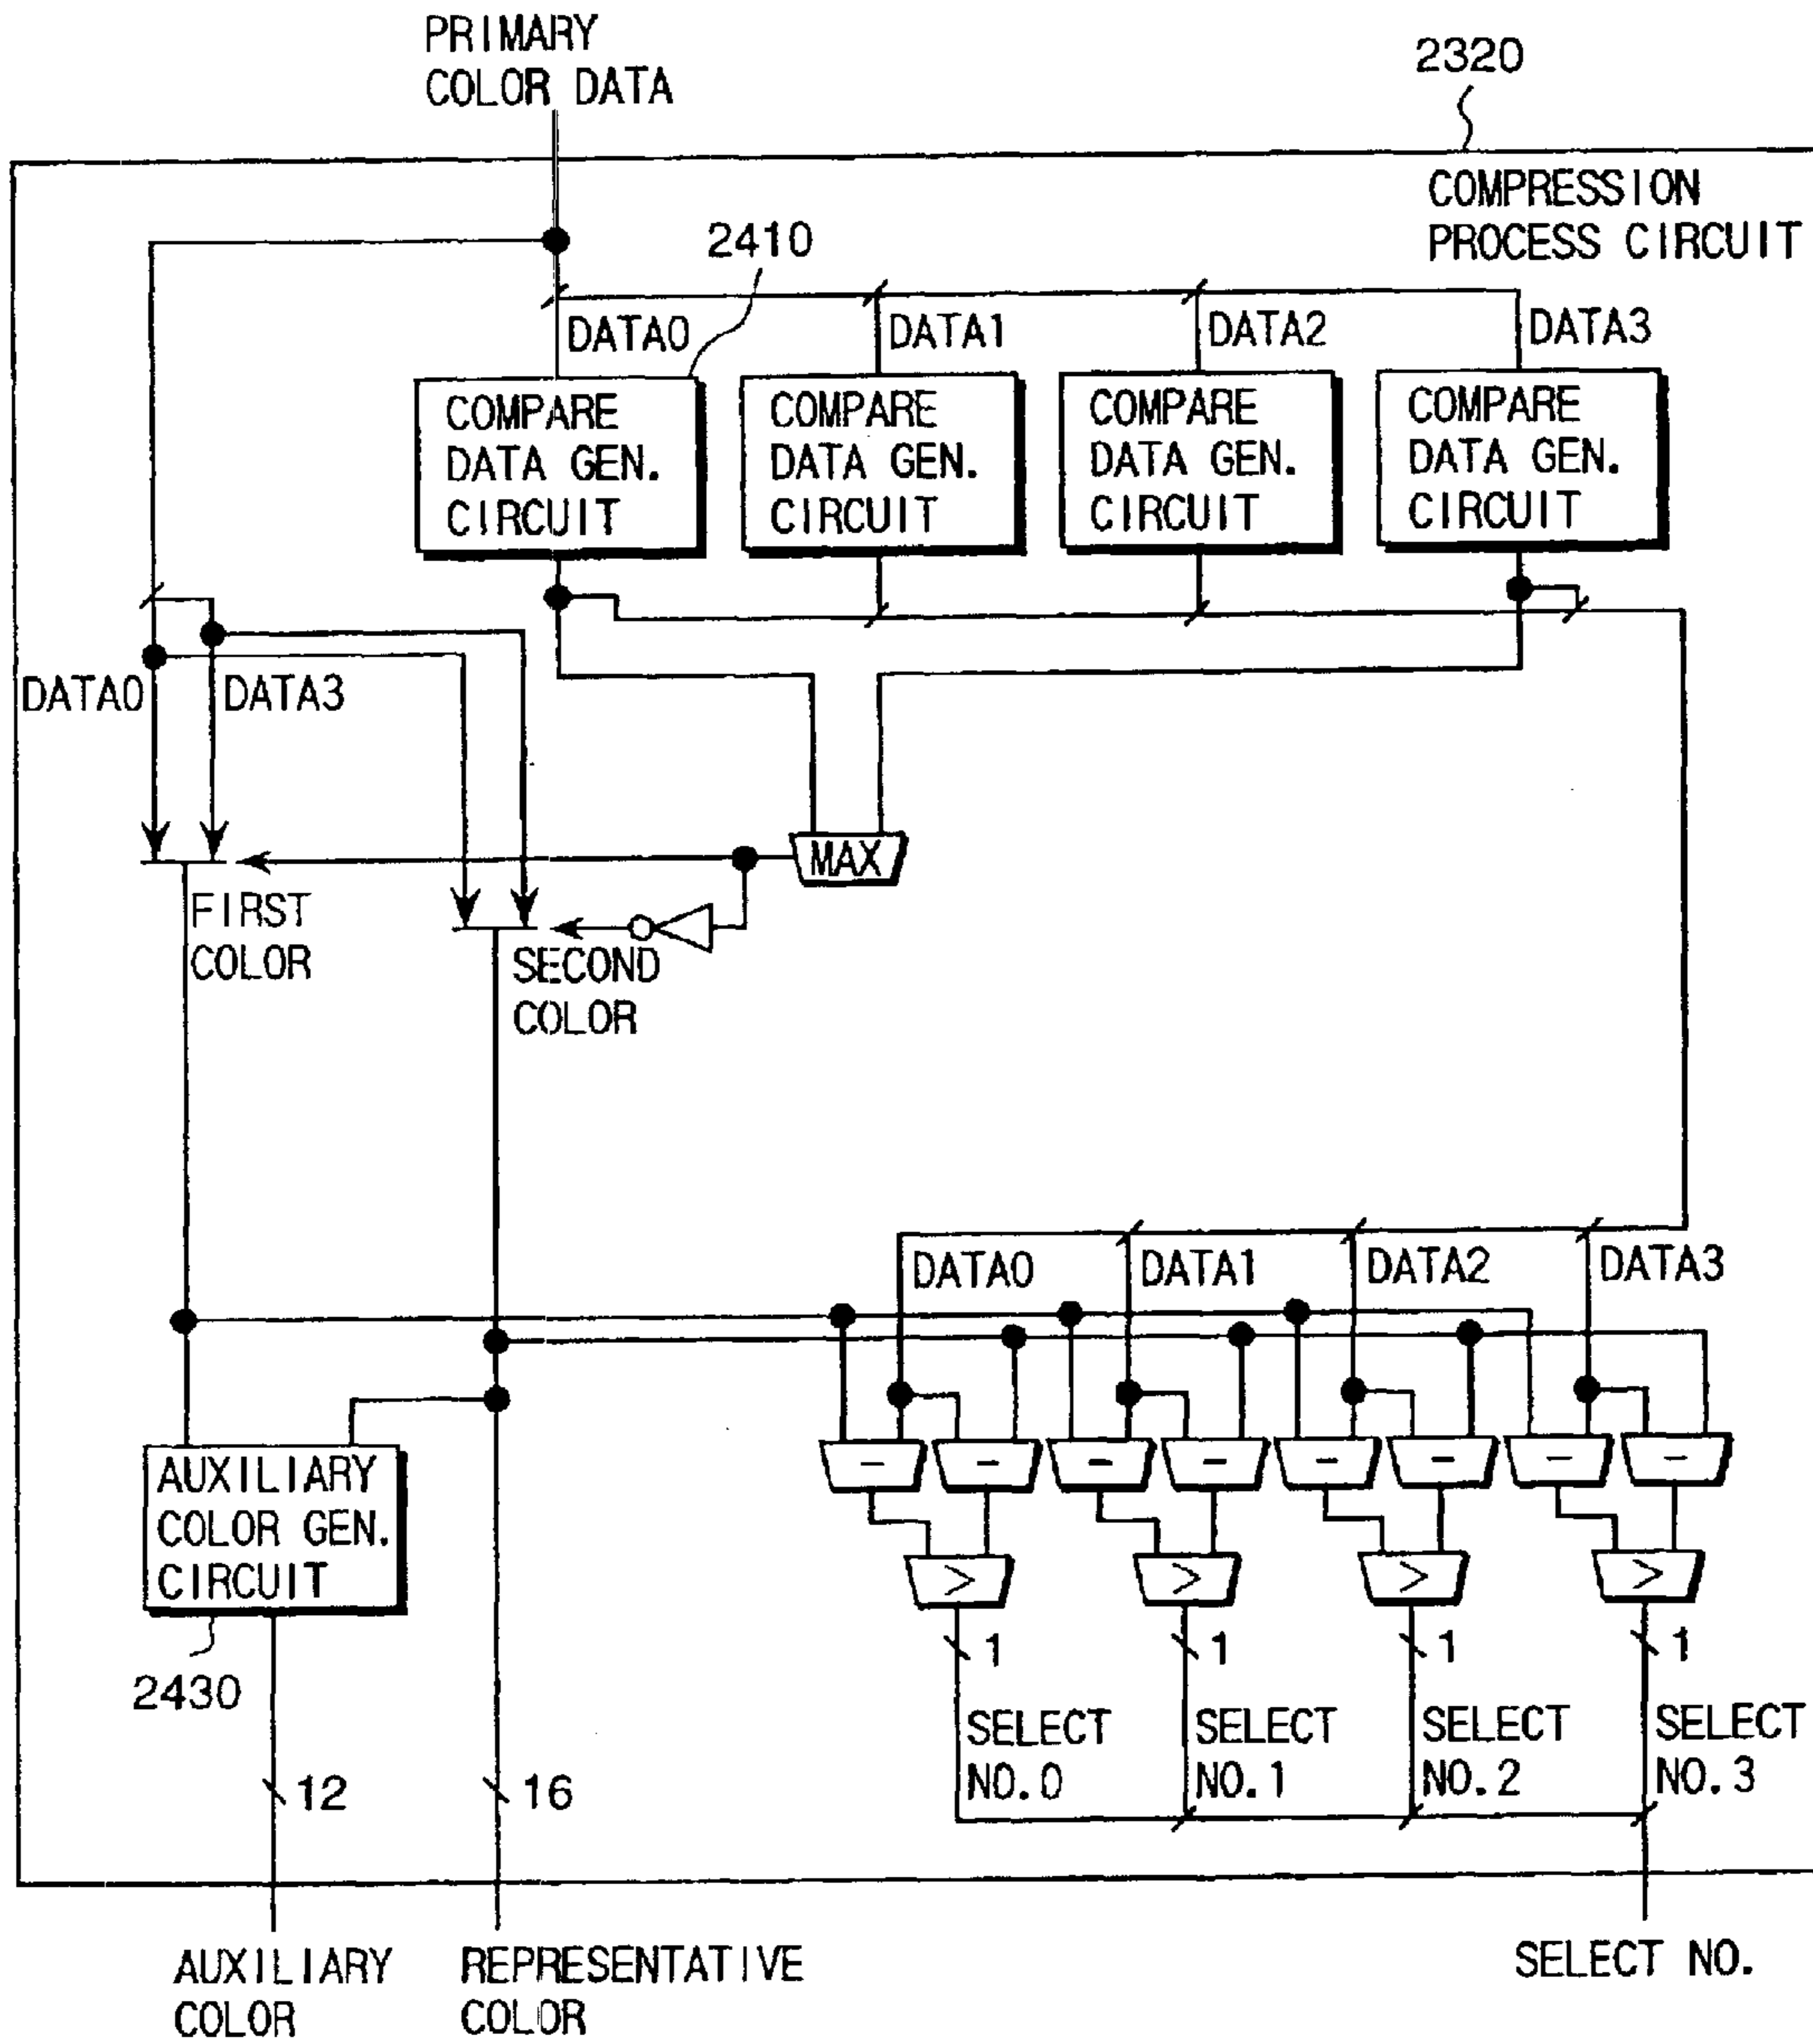 PRIMARY
COLOR DATA
2320
COMPRESSION
PROCESS CIRCUIT
2410
DATA0
DATA1
DATA2
DATA3
COMPARE
DATA GEN.
CIRCUIT
COMPARE
DATA GEN.
CIRCUIT
COMPARE
DATA GEN.
CIRCUIT
COMPARE
DATA GEN.
CIRCUIT
DATA0
DATA3
MAX
FIRST
COLOR
SECOND
COLOR
DATA0
DATA1
DATA2
DATA3
AUXILIARY
COLOR GEN.
CIRCUIT
2430
- - - - - - - -
> > > >
1
1
1
1
SELECT
NO.0
SELECT
NO.1
SELECT
NO.2
SELECT
NO.3
12
16
AUXILIARY
COLOR
REPRESENTATIVE
COLOR
SELECT NO.